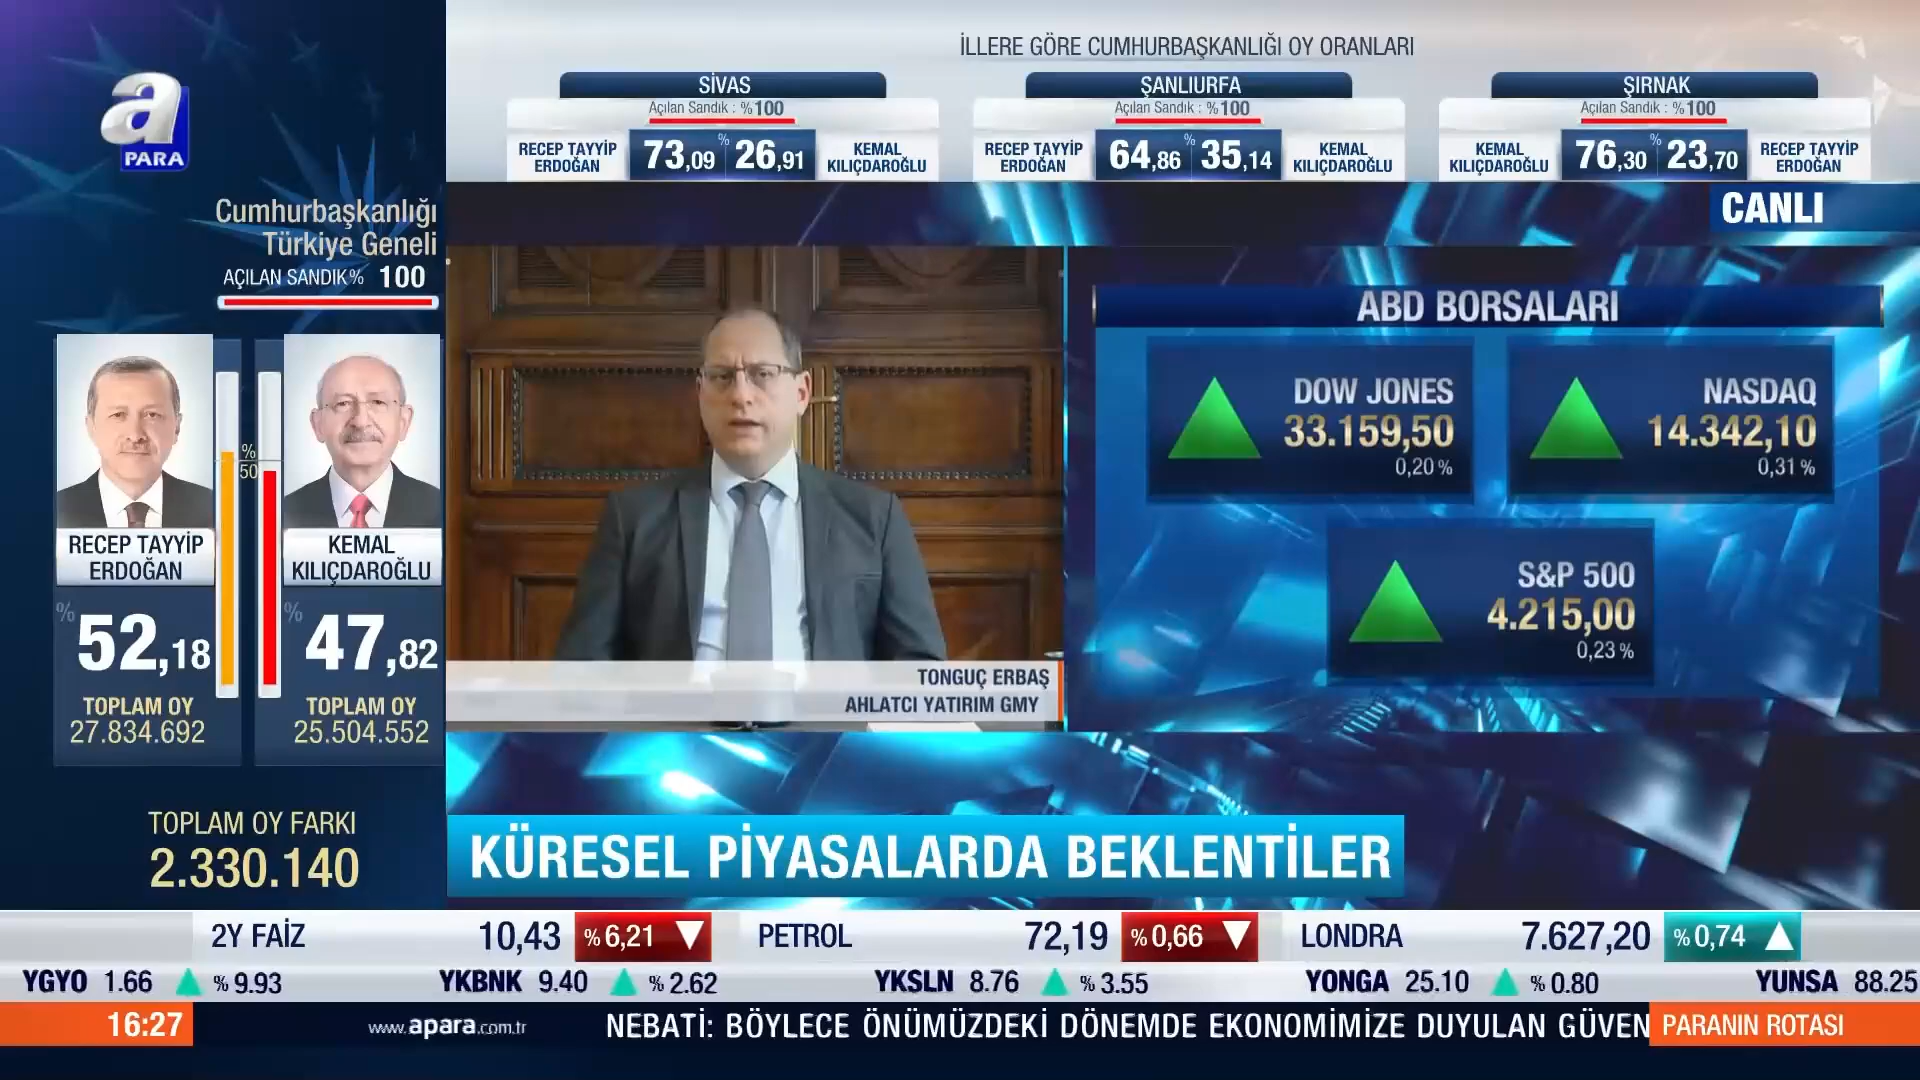 a
PARA
Cumhurbaşkanlığı
Türkiye Geneli
AÇILAN SANDIK% 100
%
50
RECEP TAYYİP
ERDOĞAN
%52,18
TOPLAM OY
27.834.692
KEMAL
KILIÇDAROĞLU
%47,82
TOPLAM OY
25.504.552
TOPLAM OY FARKI
2.330.140
İLLERE GÖRE CUMHURBAŞKANLIĞI OY ORANLARI
SİVAS
Açılan Sandık : %100
RECEP TAYYİP
ERDOĞAN
73,09 % 26,91
KEMAL
KILIÇDAROĞLU
ŞANLIURFA
Açılan Sandık : %100
RECEP TAYYİP
ERDOĞAN
64,86 % 35,14
KEMAL
KILIÇDAROĞLU
ŞIRNAK
Açılan Sandık : %100
KEMAL
KILIÇDAROĞLU
76,30 % 23,70
RECEP TAYYİP
ERDOĞAN
CANLI
ABD BORSALARI
DOW JONES
33.159,50
0,20 %
NASDAQ
14.342,10
0,31 %
S&P 500
4.215,00
0,23 %
TONGUÇ ERBAŞ
AHLATCI YATIRIM GMY
KÜRESEL PİYASALARDA BEKLENTİLER
2Y FAİZ 10,43 %6,21 PETROL 72,19 %0,66 LONDRA 7.627,20 %0,74
YGYO 1.66 % 9.93 YKBNK 9.40 % 2.62 YKSLN 8.76 % 3.55 YONGA 25.10 % 0.80 YUNSA 88.25
16:27 www.apara.com.tr NEBATİ: BÖYLECE ÖNÜMÜZDEKİ DÖNEMDE EKONOMİMİZE DUYULAN GÜVEN PARANIN ROTASI